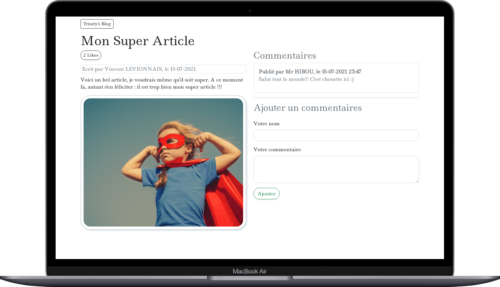 Trinity's Blog
Mon Super Article
2 Likes
Ecrit par Vincent LEVIONNAIS, le 15-07-2021.
Voici un bel article, je voudrais même qu'il soit super. A ce moment
là, autant s'en féliciter : il est trop bien mon super article !!!
Commentaires
Publié par Mr HIBOU, le 15-07-2021 23:47
Salut tout le monde!! C'est chouette ici :)
Ajouter un commentaires
Votre nom
Votre commentaire
Ajouter
MacBook Air